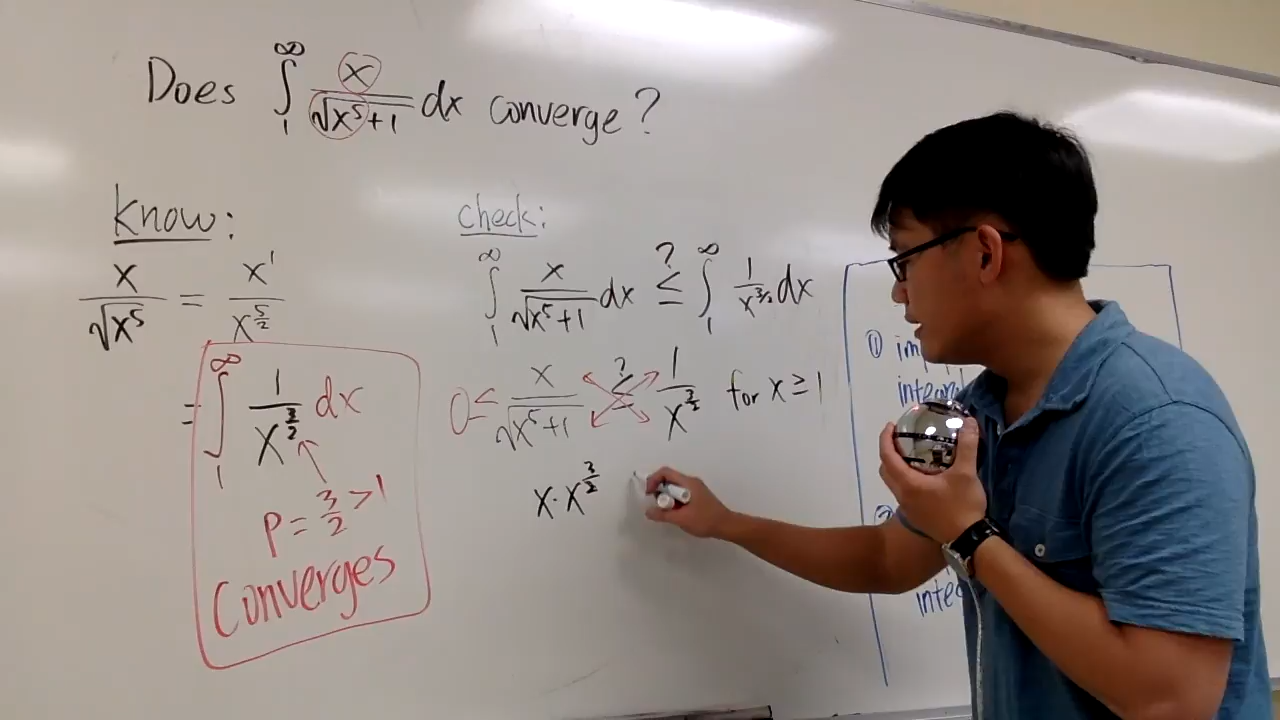 Does ∫₁^∞ x/√(x⁵+1) dx converge?
know:
x/√(x⁵) = x¹/x^(5/2)
= ∫₁^∞ 1/x^(3/2) dx
p = 3/2 > 1
Converges
check:
∫₁^∞ x/√(x⁵+1) dx ≤? ∫₁^∞ 1/x^(3/2) dx
0 ≤ x/√(x⁵+1) ≤? 1/x^(3/2) for x ≥ 1
x·x^(3/2)
①